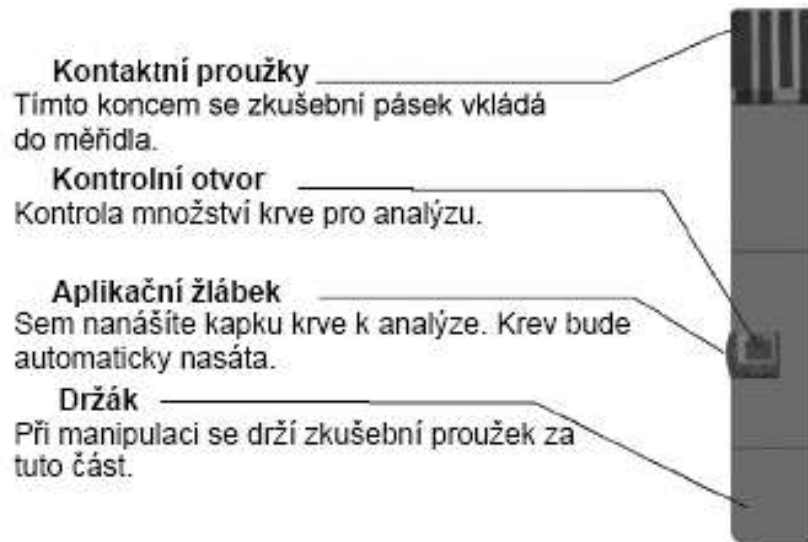 Kontaktní proužky
Tímto koncem se zkušební pásek vkládá
do měřidla.
Kontrolní otvor
Kontrola množství krve pro analýzu.
Aplikační žlábek
Sem nanášíte kapku krve k analýze. Krev bude
automaticky nasáta.
Držák
Při manipulaci se drží zkušební proužek za
tuto část.